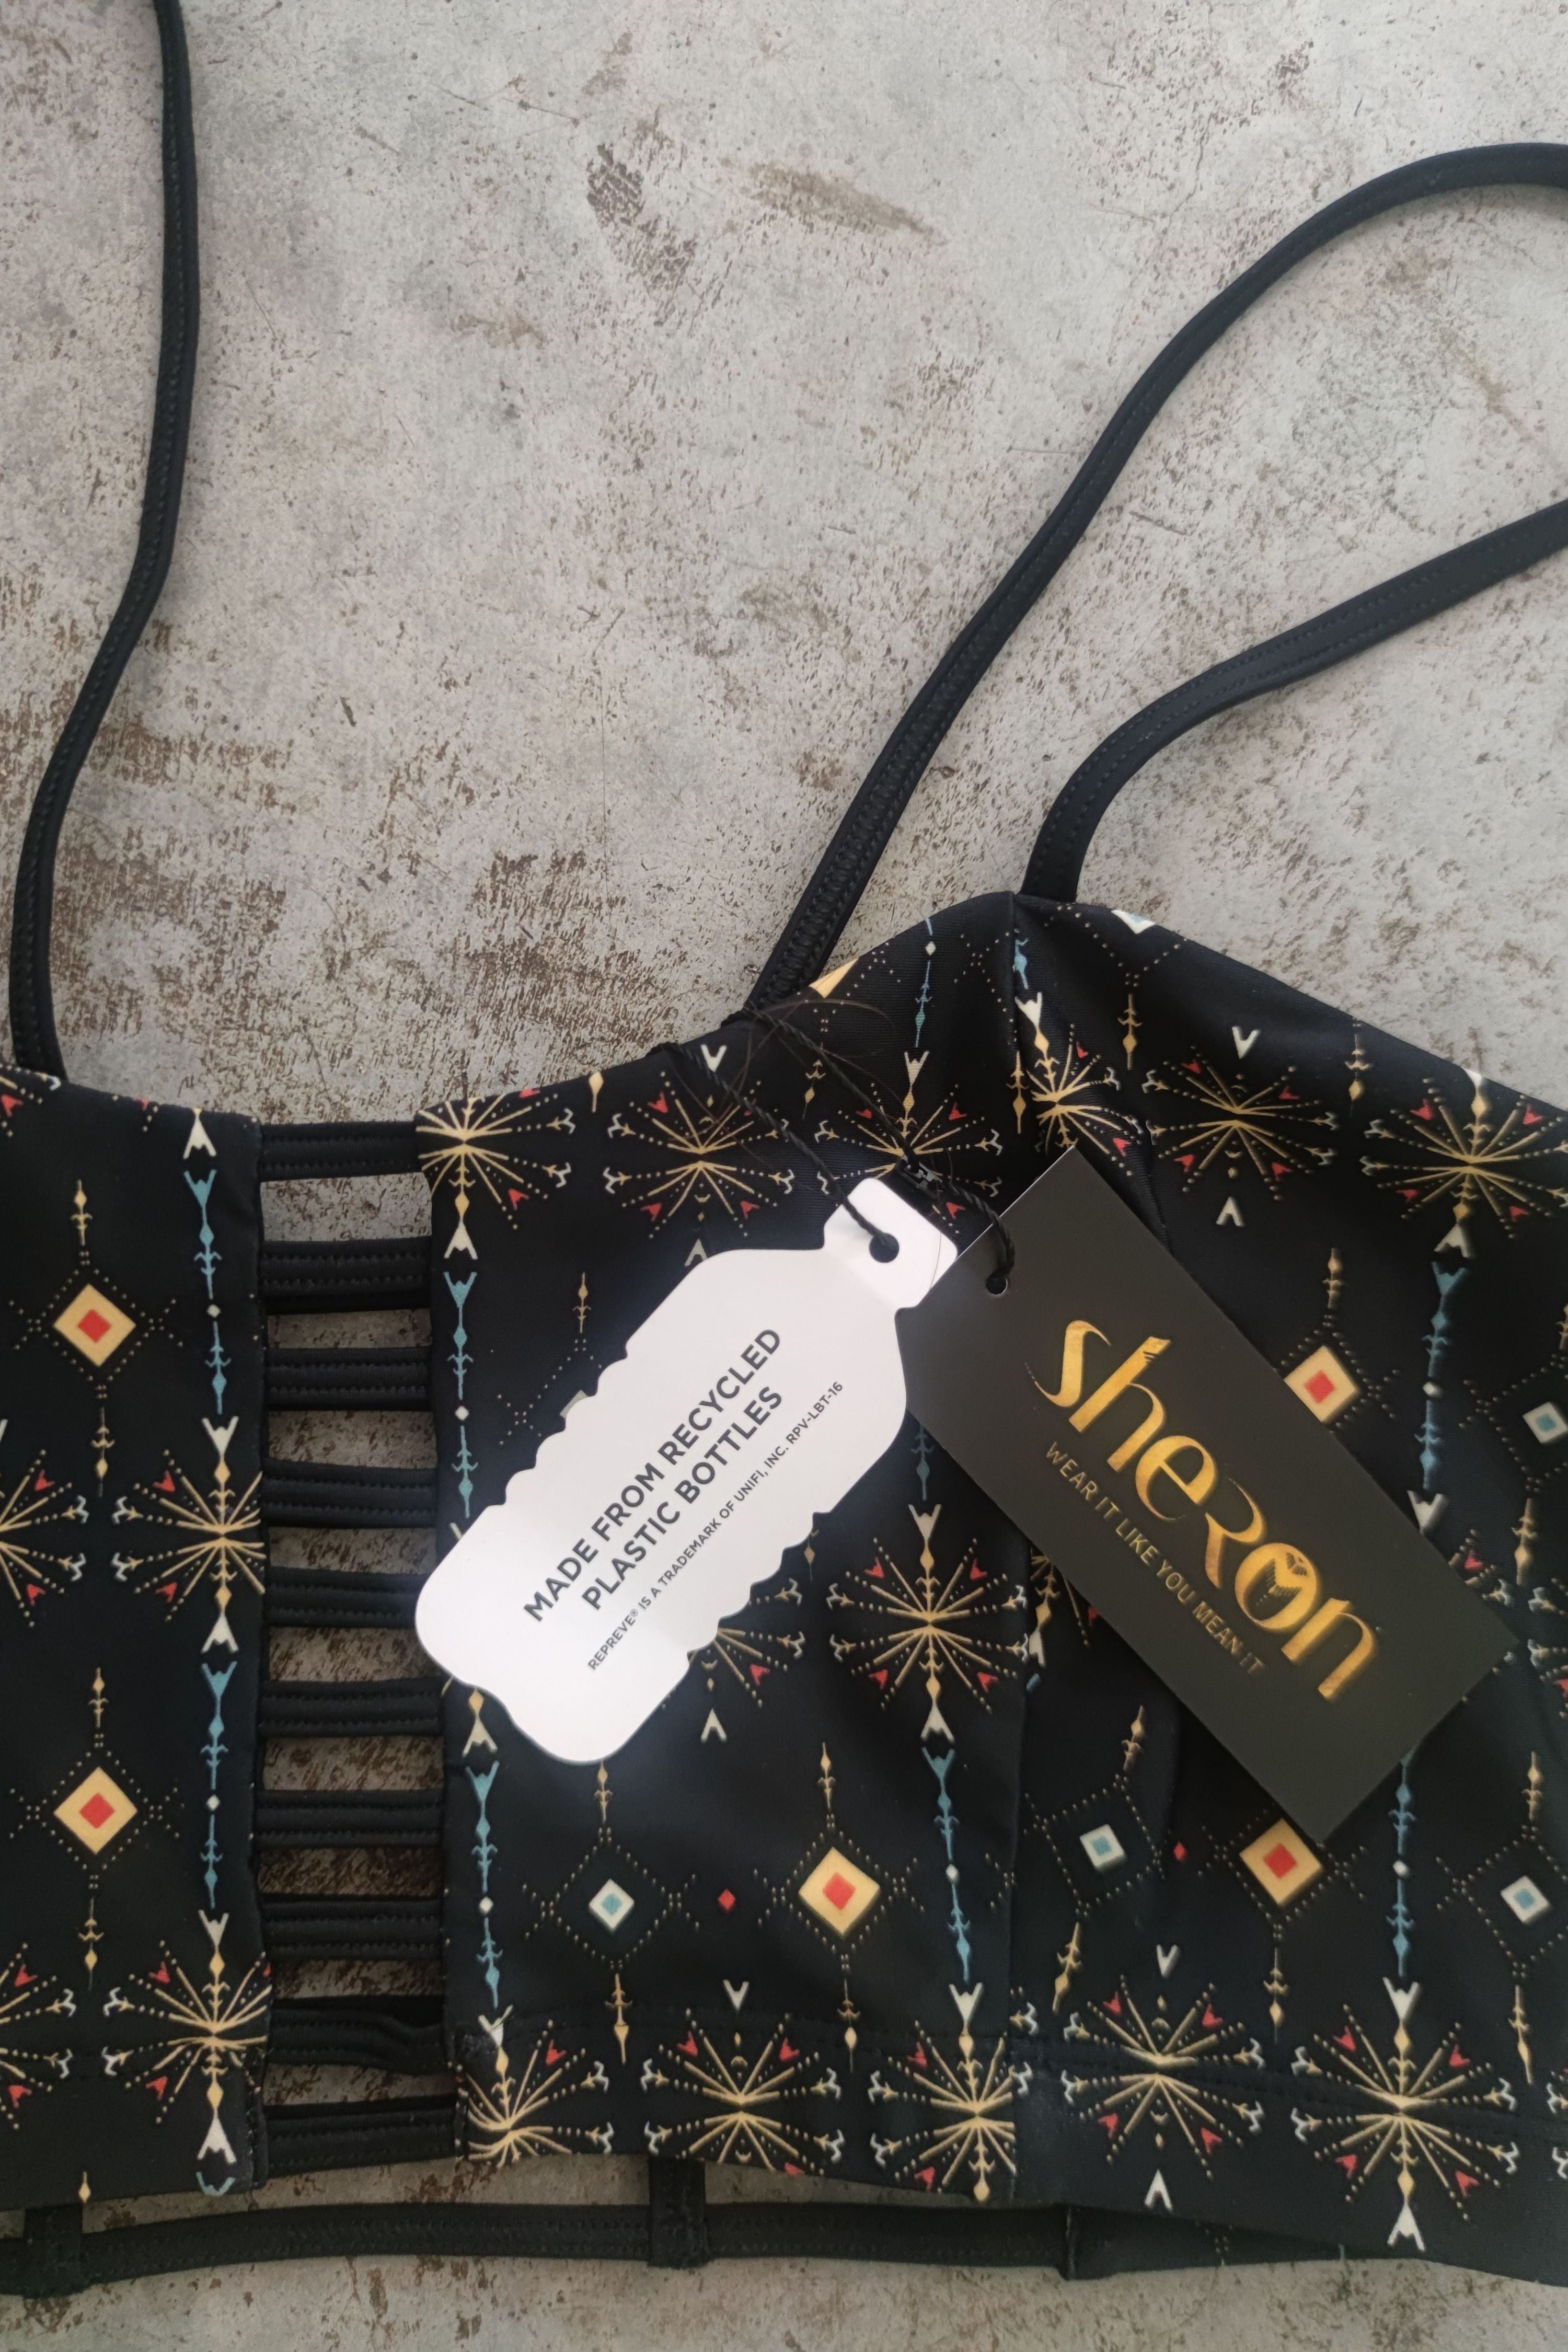 MADE FROM RECYCLED
PLASTIC BOTTLES
REPREVE® IS A TRADEMARK OF UNIFI, INC. RPV-LBT-16
sheRon
WEAR IT LIKE YOU MEAN IT